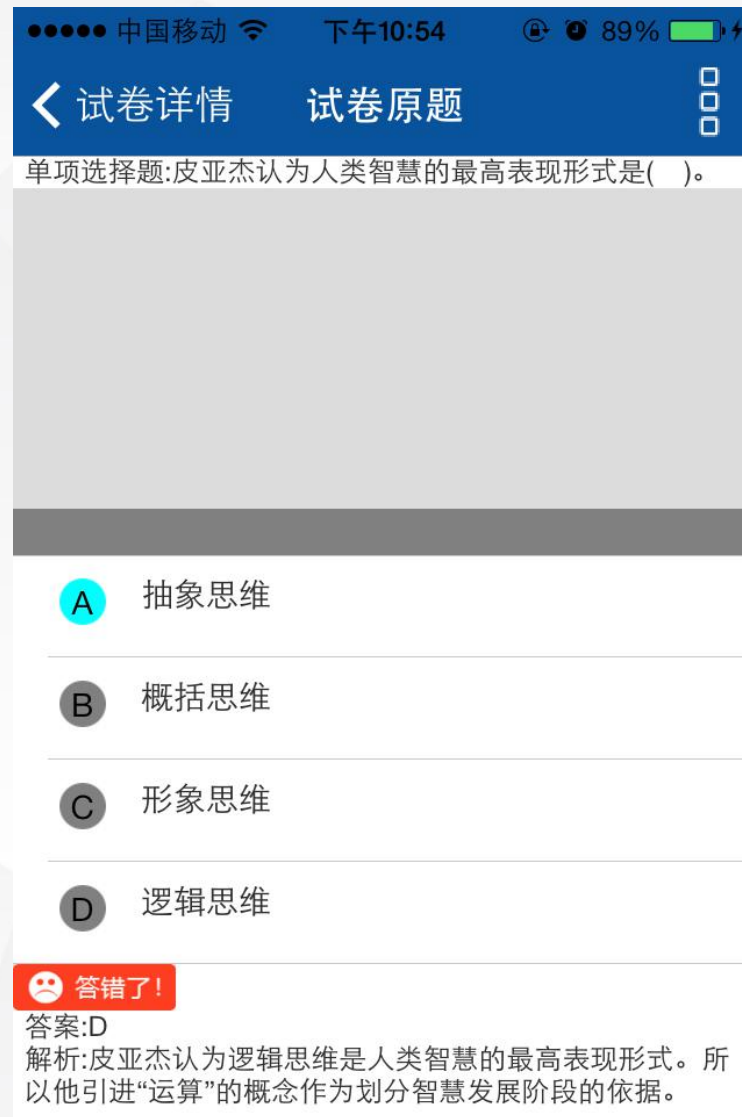 中国移动 下午10:54 89%
试卷详情 试卷原题
单项选择题:皮亚杰认为人类智慧的最高表现形式是( )。
A 抽象思维
B 概括思维
C 形象思维
D 逻辑思维
答错了!
答案:D
解析:皮亚杰认为逻辑思维是人类智慧的最高表现形式。所
以他引进“运算”的概念作为划分智慧发展阶段的依据。